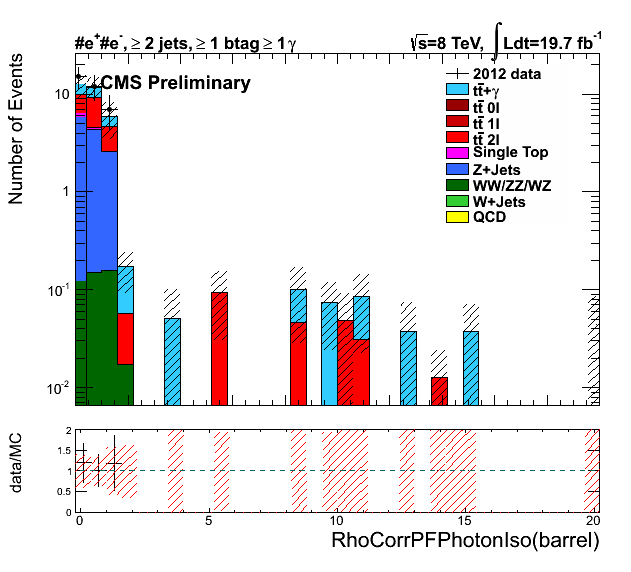 #e⁺#e⁻, ≥ 2 jets, ≥ 1 btag ≥ 1γ
√s=8 TeV, ∫Ldt=19.7 fb⁻¹
CMS Preliminary
2012 data
tt̄+γ
tt̄ 0l
tt̄ 1l
tt̄ 2l
Single Top
Z+Jets
WW/ZZ/WZ
W+Jets
QCD
Number of Events
10
1
10⁻¹
10⁻²
data/MC
2
1.5
1
0.5
0
0 5 10 15 20
RhoCorrPFPhotonIso(barrel)